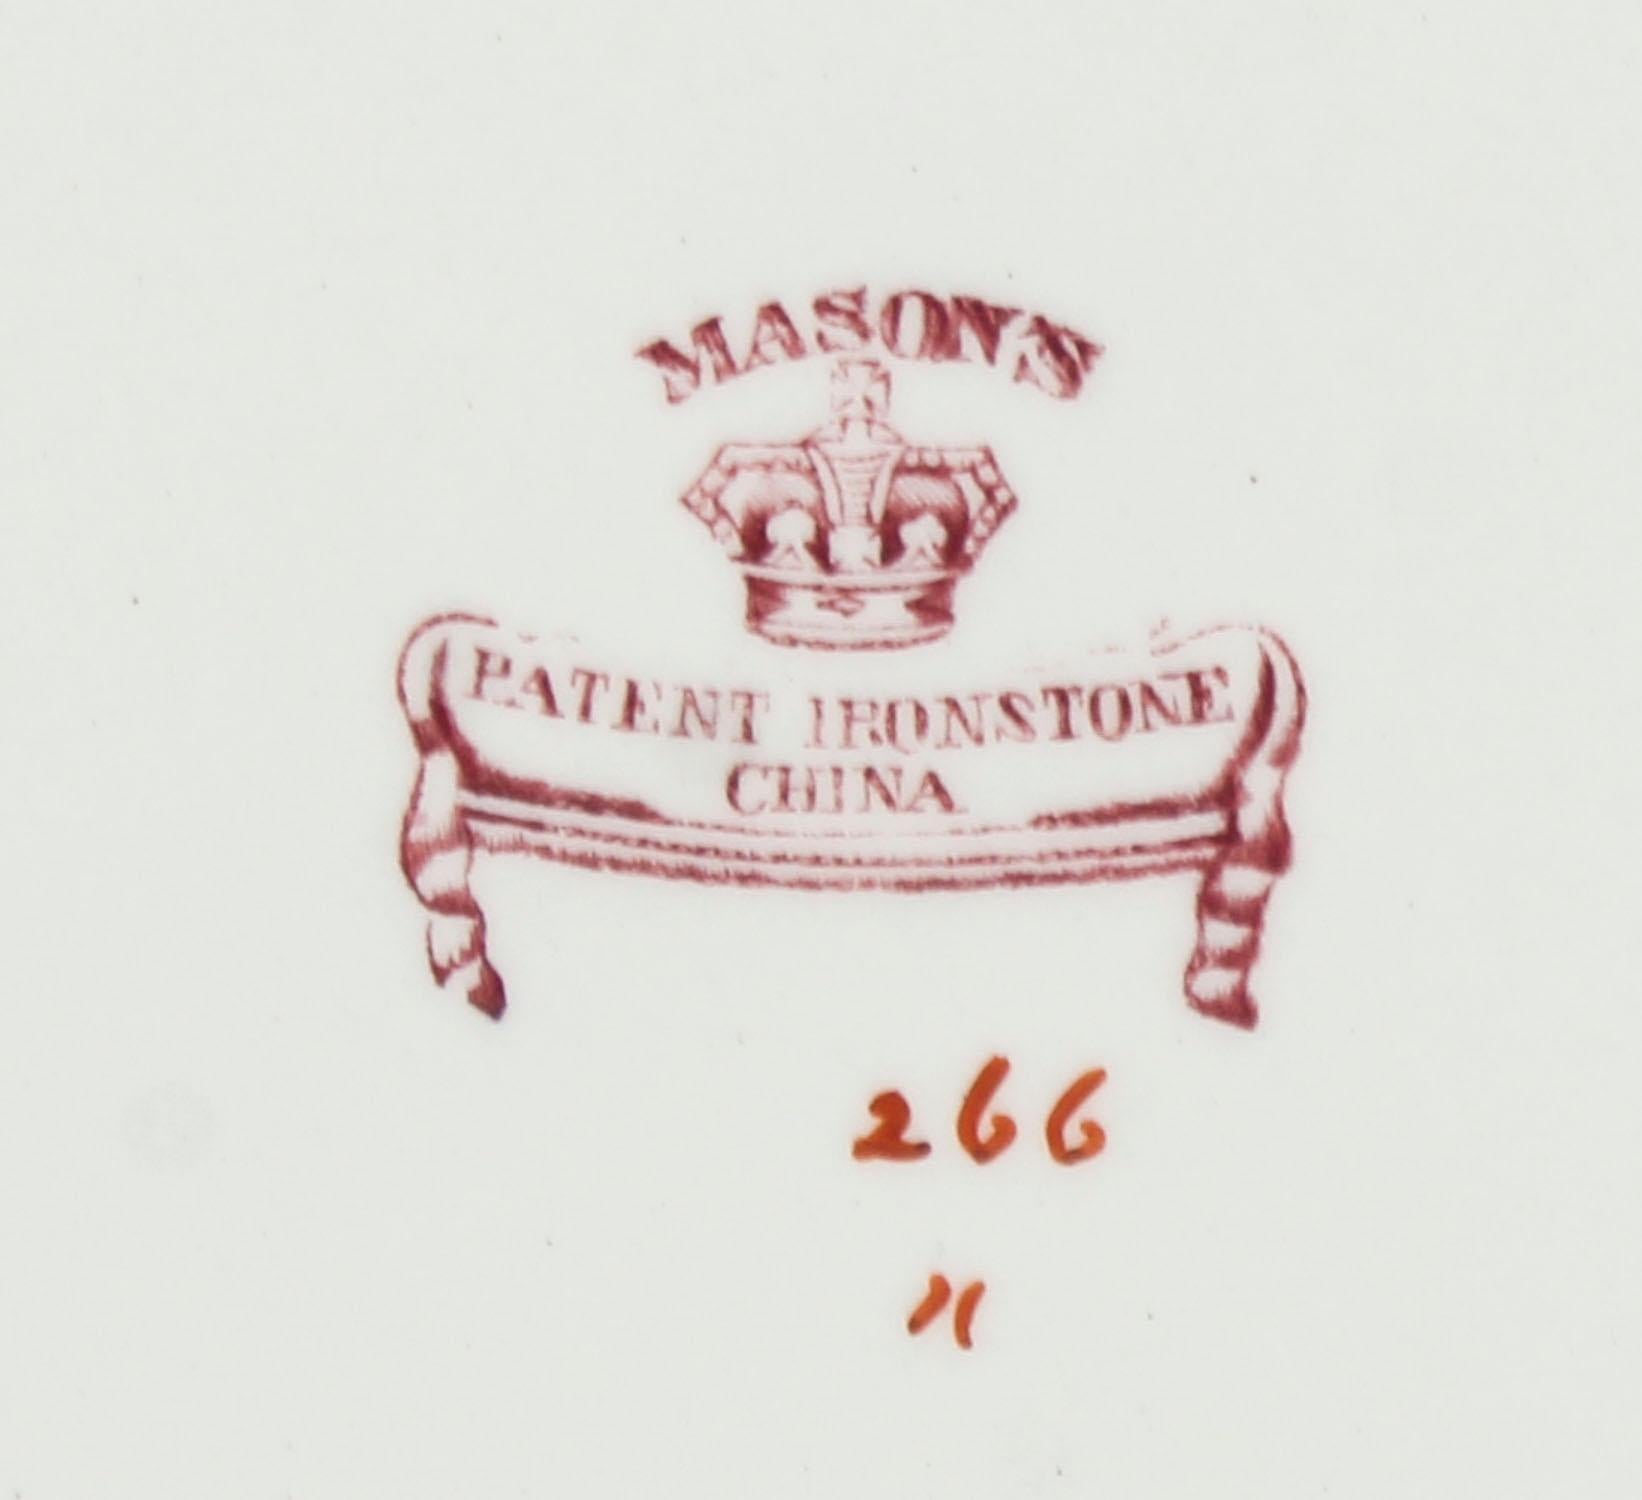 MASON'S
PATENT IRONSTONE
CHINA
266